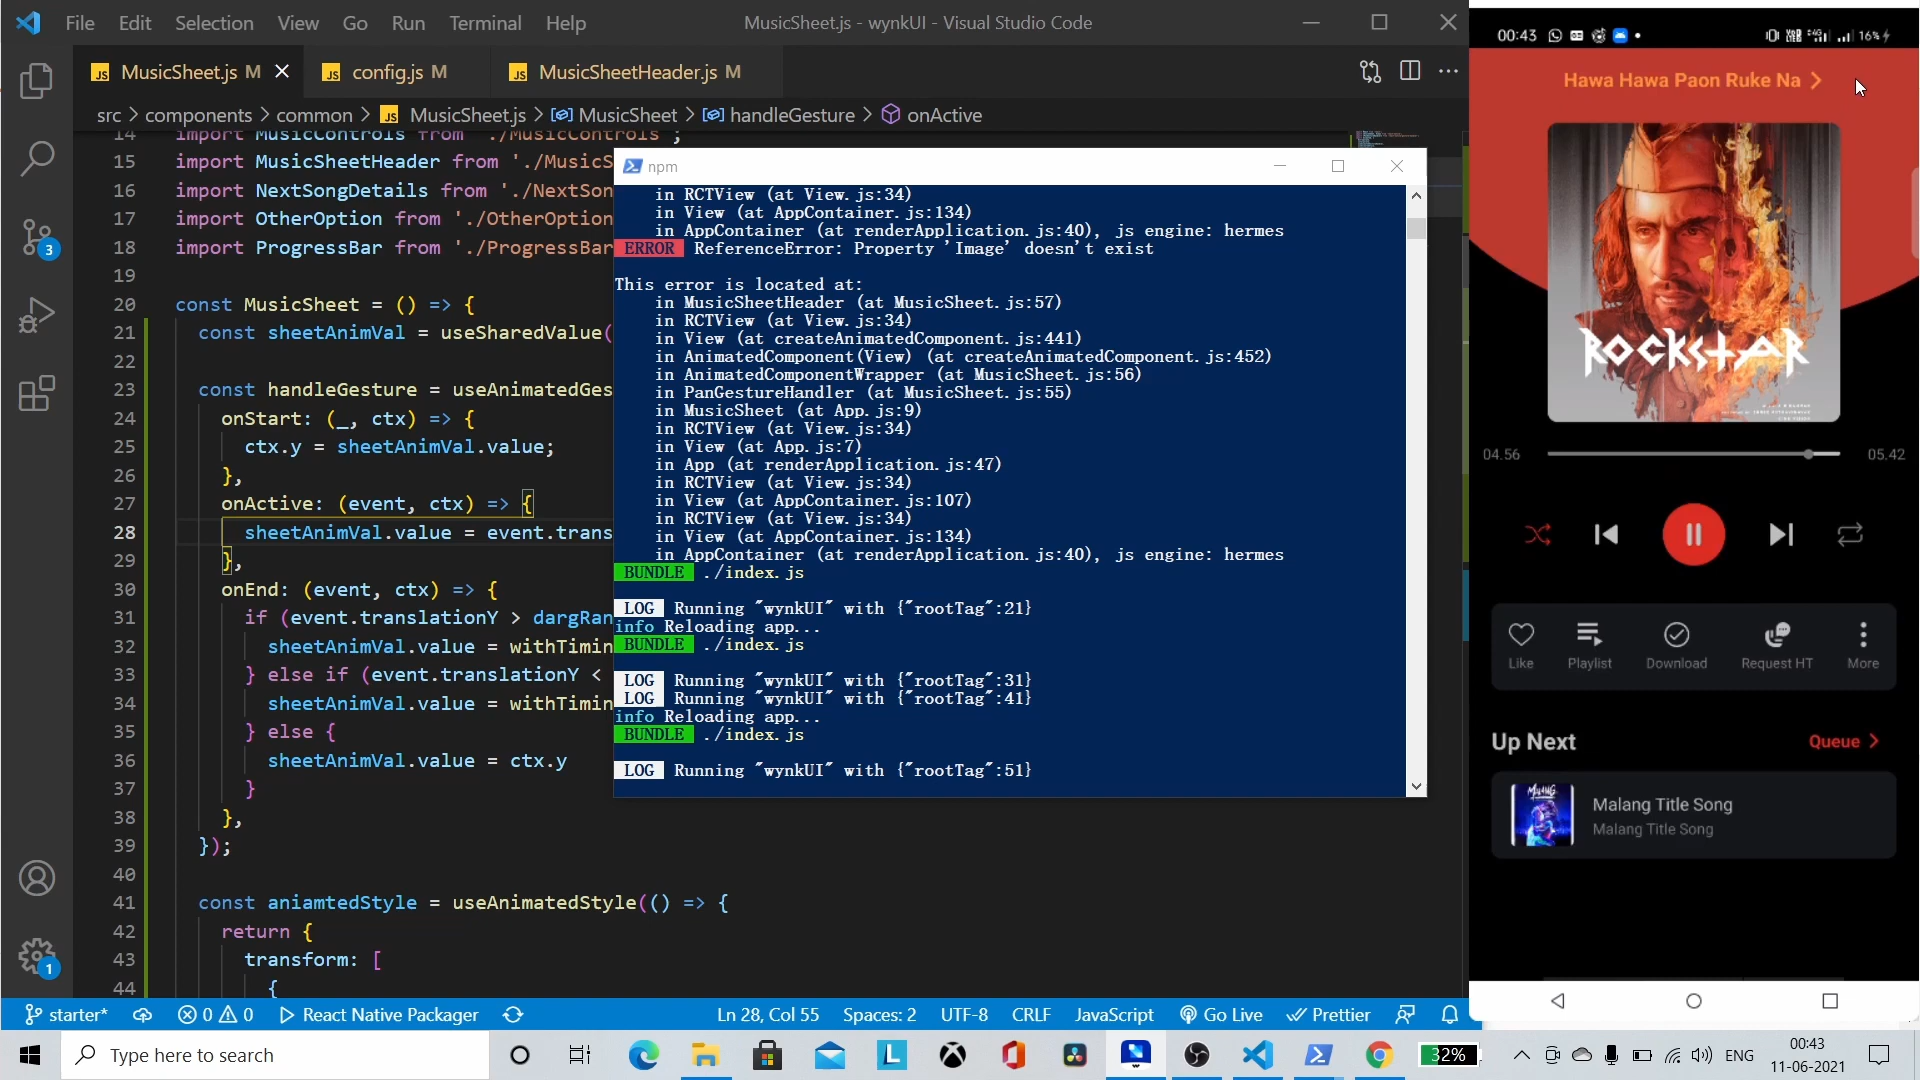 File Edit Selection View Go Run Terminal Help
MusicSheet.js - wynkUI - Visual Studio Code
MusicSheet.js M
config.js M
MusicSheetHeader.js M
src > components > common > MusicSheet.js > MusicSheet > handleGesture > onActive
14 import MusicControls from './MusicControls';
15 import MusicSheetHeader from './MusicS
16 import NextSongDetails from './NextSon
17 import OtherOption from './OtherOption
18 import ProgressBar from './ProgressBar
19
20 const MusicSheet = () => {
21 const sheetAnimVal = useSharedValue(
22
23 const handleGesture = useAnimatedGes
24 onStart: (_, ctx) => {
25 ctx.y = sheetAnimVal.value;
26 },
27 onActive: (event, ctx) => {
28 sheetAnimVal.value = event.trans
29 },
30 onEnd: (event, ctx) => {
31 if (event.translationY > dargRan
32 sheetAnimVal.value = withTimin
33 } else if (event.translationY <
34 sheetAnimVal.value = withTimin
35 } else {
36 sheetAnimVal.value = ctx.y
37 }
38 },
39 });
40
41 const aniamtedStyle = useAnimatedStyle(() => {
42 return {
43 transform: [
44 {
npm
in RCTView (at View.js:34)
in View (at AppContainer.js:134)
in AppContainer (at renderApplication.js:40), js engine: hermes
ERROR ReferenceError: Property 'Image' doesn't exist
This error is located at:
in MusicSheetHeader (at MusicSheet.js:57)
in RCTView (at View.js:34)
in View (at createAnimatedComponent.js:441)
in AnimatedComponent(View) (at createAnimatedComponent.js:452)
in AnimatedComponentWrapper (at MusicSheet.js:56)
in PanGestureHandler (at MusicSheet.js:55)
in MusicSheet (at App.js:9)
in RCTView (at View.js:34)
in View (at App.js:7)
in App (at renderApplication.js:47)
in RCTView (at View.js:34)
in View (at AppContainer.js:107)
in RCTView (at View.js:34)
in View (at AppContainer.js:134)
in AppContainer (at renderApplication.js:40), js engine: hermes
BUNDLE ./index.js
LOG Running "wynkUI" with {"rootTag":21}
info Reloading app...
BUNDLE ./index.js
LOG Running "wynkUI" with {"rootTag":31}
LOG Running "wynkUI" with {"rootTag":41}
info Reloading app...
BUNDLE ./index.js
LOG Running "wynkUI" with {"rootTag":51}
00:43
16%
Hawa Hawa Paon Ruke Na
ROCKSTAR
04.56
05.42
Like
Playlist
Download
Request HT
More
Up Next
Queue
MALANG
Malang Title Song
Malang Title Song
3
1
starter*
0 0
React Native Packager
Ln 28, Col 55
Spaces: 2
UTF-8
CRLF
JavaScript
Go Live
Prettier
Type here to search
L
32%
ENG
00:43
11-06-2021